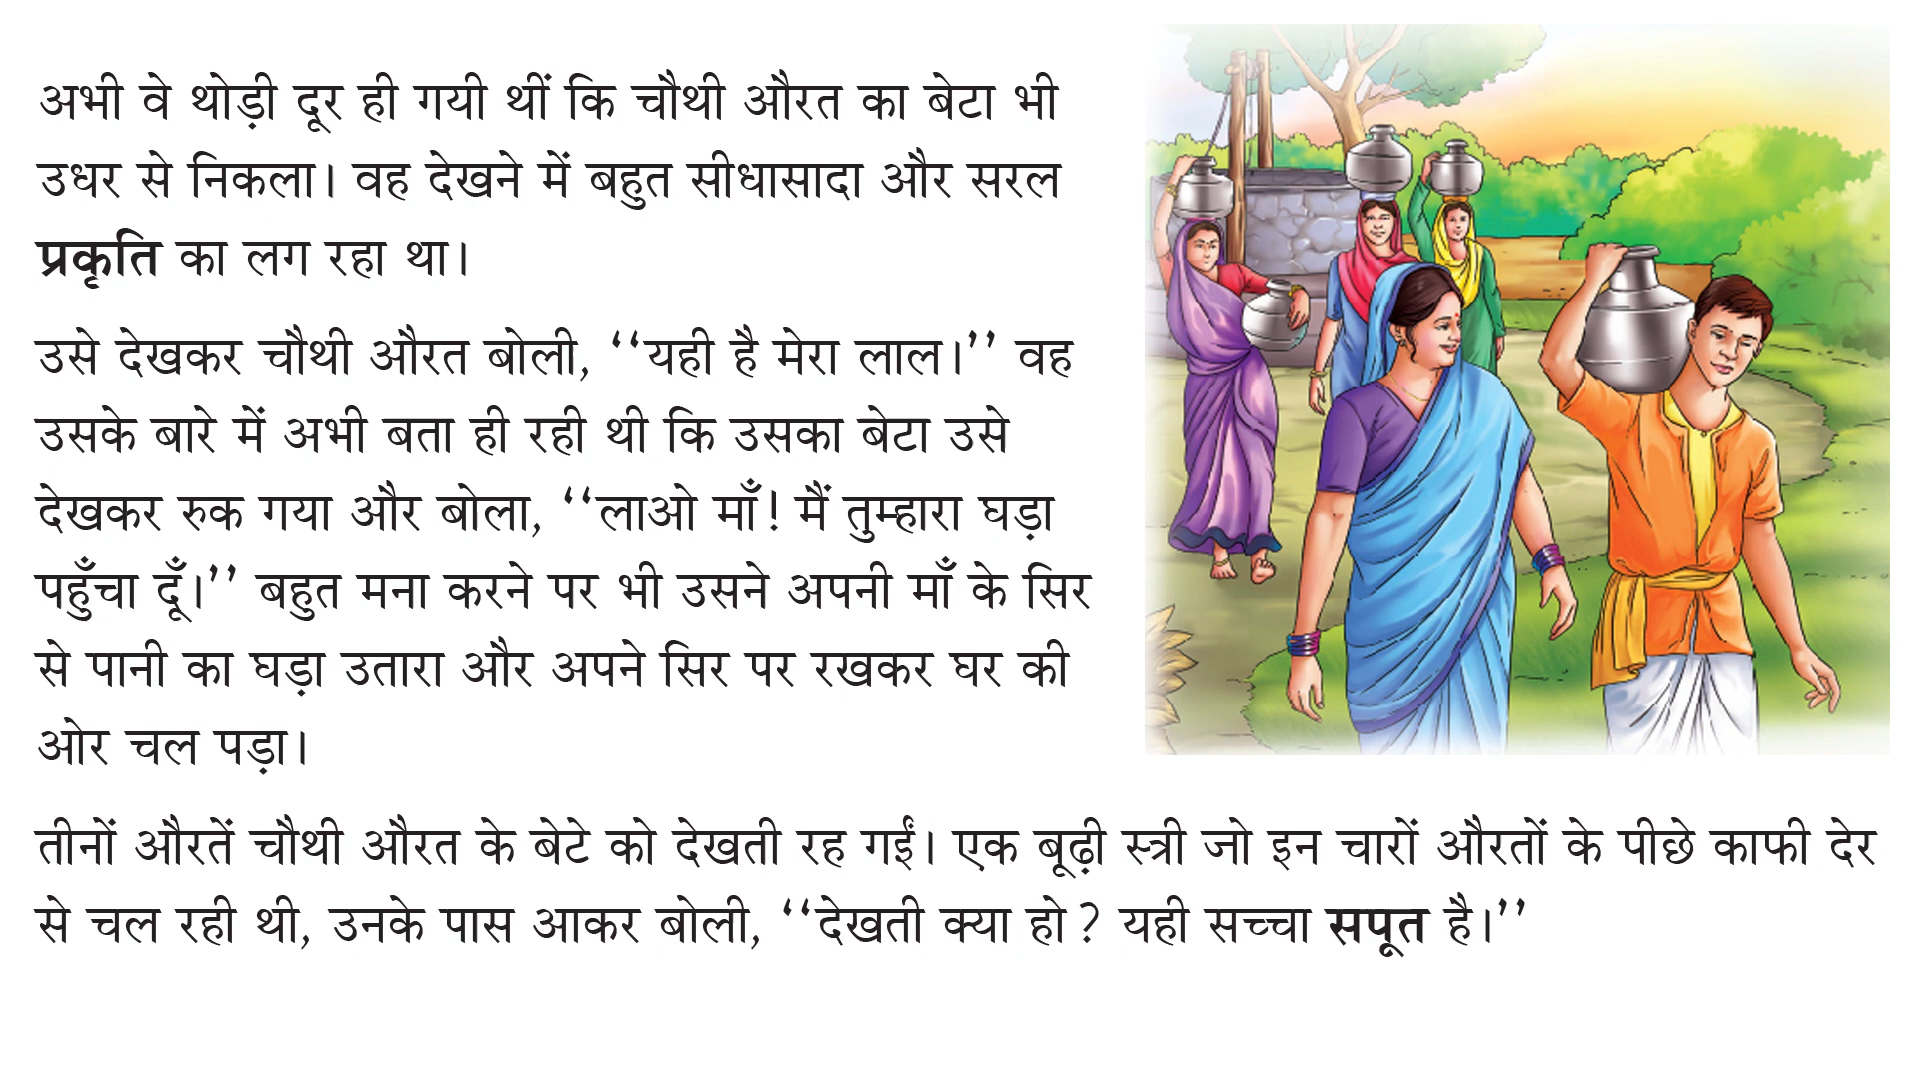 अभी वे थोड़ी दूर ही गयी थीं कि चौथी औरत का बेटा भी
उधर से निकला। वह देखने में बहुत सीधासादा और सरल
प्रकृति का लग रहा था।
उसे देखकर चौथी औरत बोली, ‘‘यही है मेरा लाल।’’ वह
उसके बारे में अभी बता ही रही थी कि उसका बेटा उसे
देखकर रुक गया और बोला, ‘‘लाओ माँ! मैं तुम्हारा घड़ा
पहुँचा दूँ।’’ बहुत मना करने पर भी उसने अपनी माँ के सिर
से पानी का घड़ा उतारा और अपने सिर पर रखकर घर की
ओर चल पड़ा।
तीनों औरतें चौथी औरत के बेटे को देखती रह गईं। एक बूढ़ी स्त्री जो इन चारों औरतों के पीछे काफी देर
से चल रही थी, उनके पास आकर बोली, ‘‘देखती क्या हो? यही सच्चा सपूत है।’’